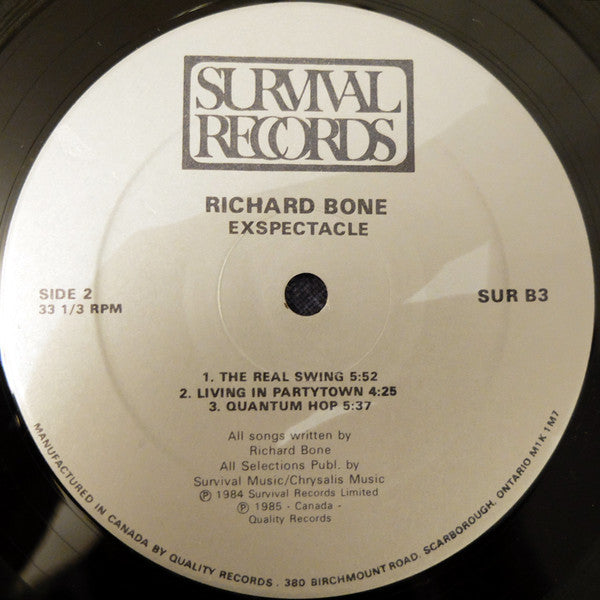 SURVIVAL
RECORDS
RICHARD BONE
EXSPECTACLE
SIDE 2
33 1/3 RPM
SUR B3
1. THE REAL SWING 5:52
2. LIVING IN PARTYTOWN 4:25
3. QUANTUM HOP 5:37
All songs written by
Richard Bone
All Selections Publ. by
Survival Music/Chrysalis Music
Ⓟ 1984 Survival Records Limited
Ⓟ 1985 - Canada -
Quality Records
MANUFACTURED IN CANADA BY QUALITY RECORDS . 380 BIRCHMOUNT ROAD, SCARBOROUGH, ONTARIO M1K 1M7